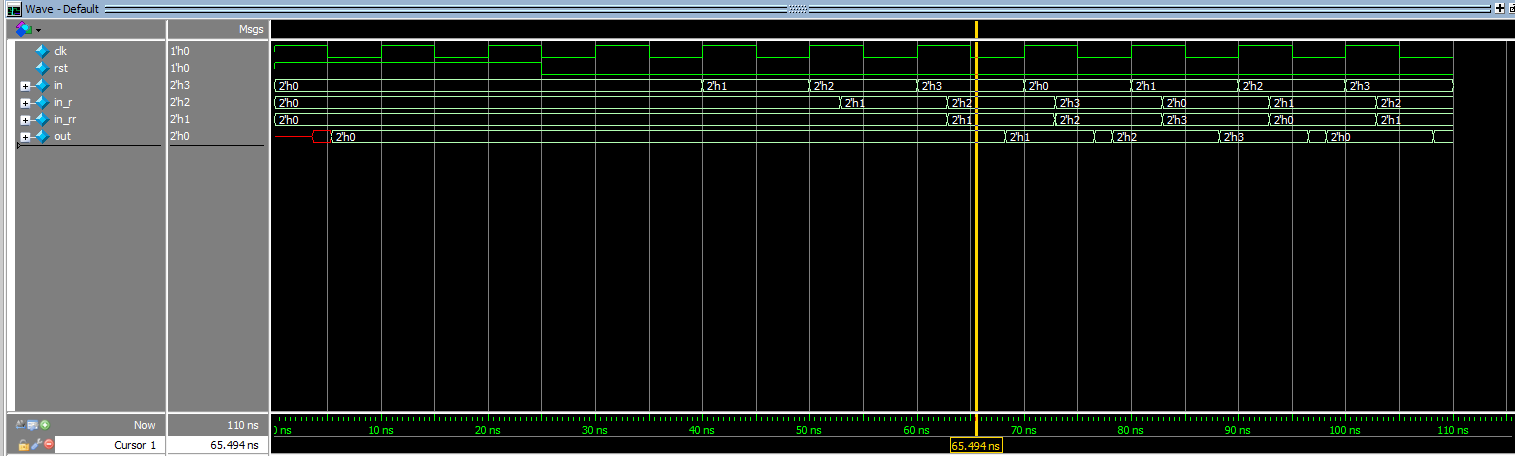 Wave - Default
Msgs
clk 1'h0
rst 1'h0
in 2'h3 2'h0 2'h1 2'h2 2'h3 2'h0 2'h1 2'h2 2'h3
in_r 2'h2 2'h0 2'h1 2'h2 2'h3 2'h0 2'h1 2'h2
in_rr 2'h1 2'h0 2'h1 2'h2 2'h3 2'h0 2'h1
out 2'h0 2'h0 2'h1 2'h2 2'h3 2'h0
Now 110 ns 0 ns 10 ns 20 ns 30 ns 40 ns 50 ns 60 ns 70 ns 80 ns 90 ns 100 ns 110 ns
Cursor 1 65.494 ns 65.494 ns